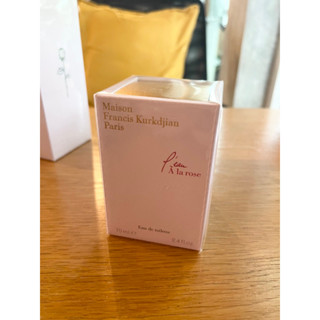 Maison
Francis Kurkdjian
Paris
l'eau
À la rose
Eau de toilette